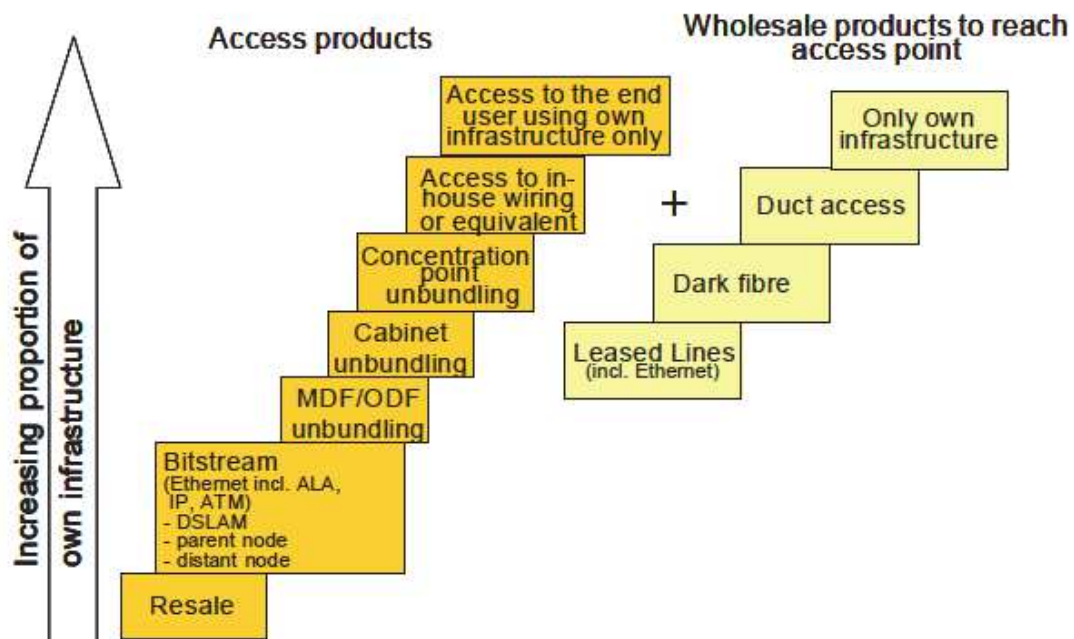 Access products
Wholesale products to reach
access point
Increasing proportion of
own infrastructure
Access to the end
user using own
infrastructure only
Access to in-
house wiring
or equivalent
Concentration
point
unbundling
Cabinet
unbundling
MDF/ODF
unbundling
Bitstream
(Ethernet incl. ALA,
IP, ATM)
- DSLAM
- parent node
- distant node
Resale
+
Only own
infrastructure
Duct access
Dark fibre
Leased Lines
(incl. Ethernet)